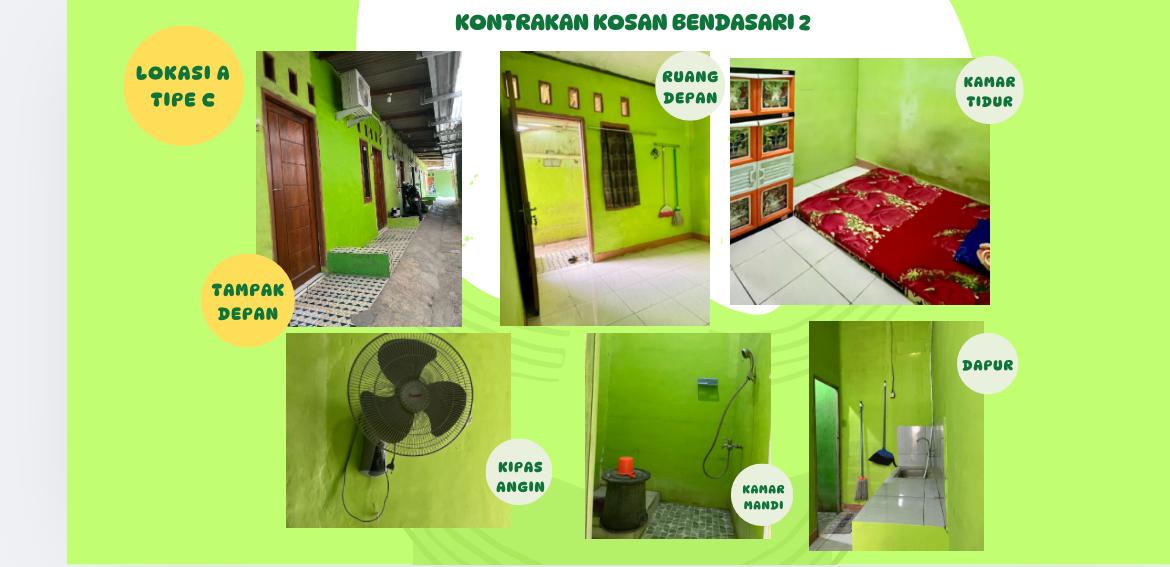 KONTRAKAN KOSAN BENDASARI 2
LOKASI A
TIPE C
RUANG
DEPAN
KAMAR
TIDUR
TAMPAK
DEPAN
KIPAS
ANGIN
KAMAR
MANDI
DAPUR